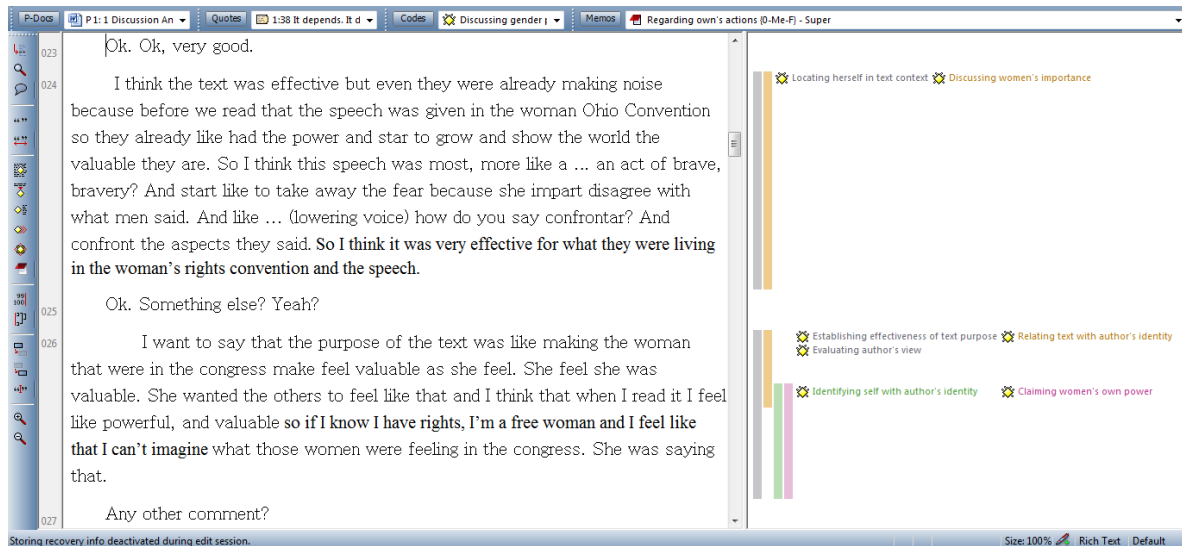 P-Docs P 1: 1 Discussion An Quotes 1:38 It depends. It d Codes Discussing gender p Memos Regarding own's actions (0-Me-F) - Super
023 Ok. Ok, very good.
024 I think the text was effective but even they were already making noise
because before we read that the speech was given in the woman Ohio Convention
so they already like had the power and star to grow and show the world the
valuable they are. So I think this speech was most, more like a ... an act of brave,
bravery? And start like to take away the fear because she impart disagree with
what men said. And like ... (lowering voice) how do you say confrontar? And
confront the aspects they said. So I think it was very effective for what they were living
in the woman's rights convention and the speech.
025 Ok. Something else? Yeah?
026 I want to say that the purpose of the text was like making the woman
that were in the congress make feel valuable as she feel. She feel she was
valuable. She wanted the others to feel like that and I think that when I read it I feel
like powerful, and valuable so if I know I have rights, I'm a free woman and I feel like
that I can't imagine what those women were feeling in the congress. She was saying
that.
027 Any other comment?
Locating herself in text context Discussing women's importance
Establishing effectiveness of text purpose Relating text with author's identity
Evaluating author's view
Identifying self with author's identity Claiming women's own power
Storing recovery info deactivated during edit session. Size: 100% Rich Text Default